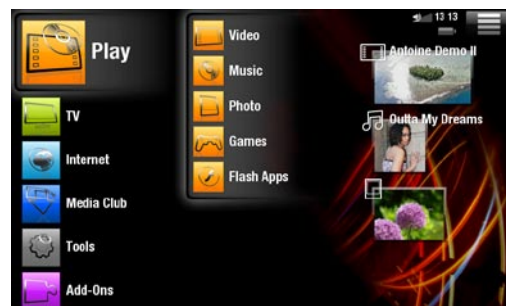 13 13
Play
TV
Internet
Media Club
Tools
Add-Ons
Video
Music
Photo
Games
Flash Apps
Antoine Demo II
Outta My Dreams